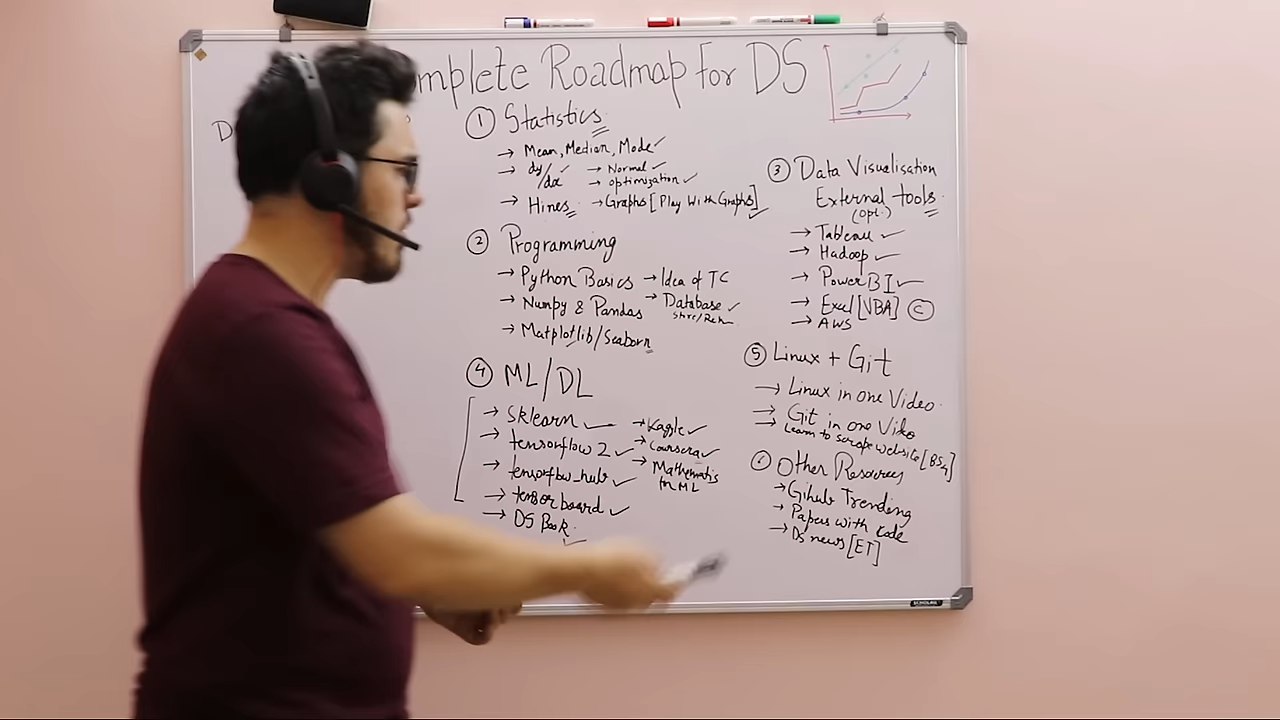 mplete Roadmap for DS
① Statistics
→ Mean, Median, Mode ✓
→ dy/dx ✓ → Normal ✓
→ optimization ✓
→ Hines → Graphs [Play With Graphs] ✓
② Programming
→ Python Basics → Idea of TC
→ Numpy & Pandas → Database ✓
→ Matplotlib/Seaborn
④ ML/DL
→ Sklearn ✓ → Kaggle ✓
→ tensorflow 2 ✓ → Coursera ✓
→ tensorflow_hub ✓ → Mathematics
for ML
→ tensorboard ✓
→ DS Book ✓
③ Data Visualisation
External tools
(Opt.)
→ Tableau ✓
→ Hadoop ✓
→ Power BI ✓
→ Excel [VBA] ©
→ AWS
⑤ Linux + Git
→ Linux in one Video
→ Git in one Video
→ Learn to scrape website [BS4]
⑥ Other Resources
→ Gihub Trending
→ Papers with code
→ DS news [ET]